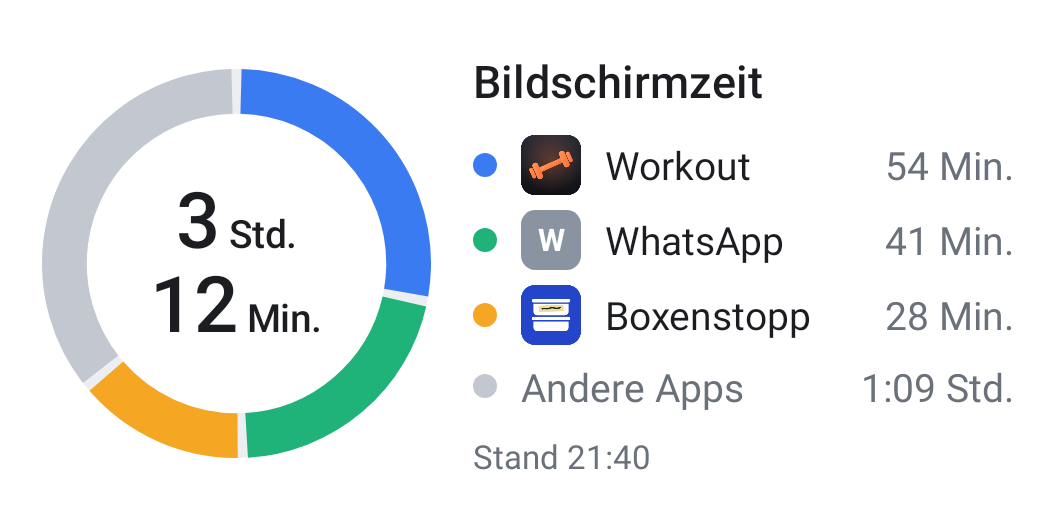 3 Std.
12 Min.
Bildschirmzeit
Workout 54 Min.
W WhatsApp 41 Min.
Boxenstopp 28 Min.
Andere Apps 1:09 Std.
Stand 21:40